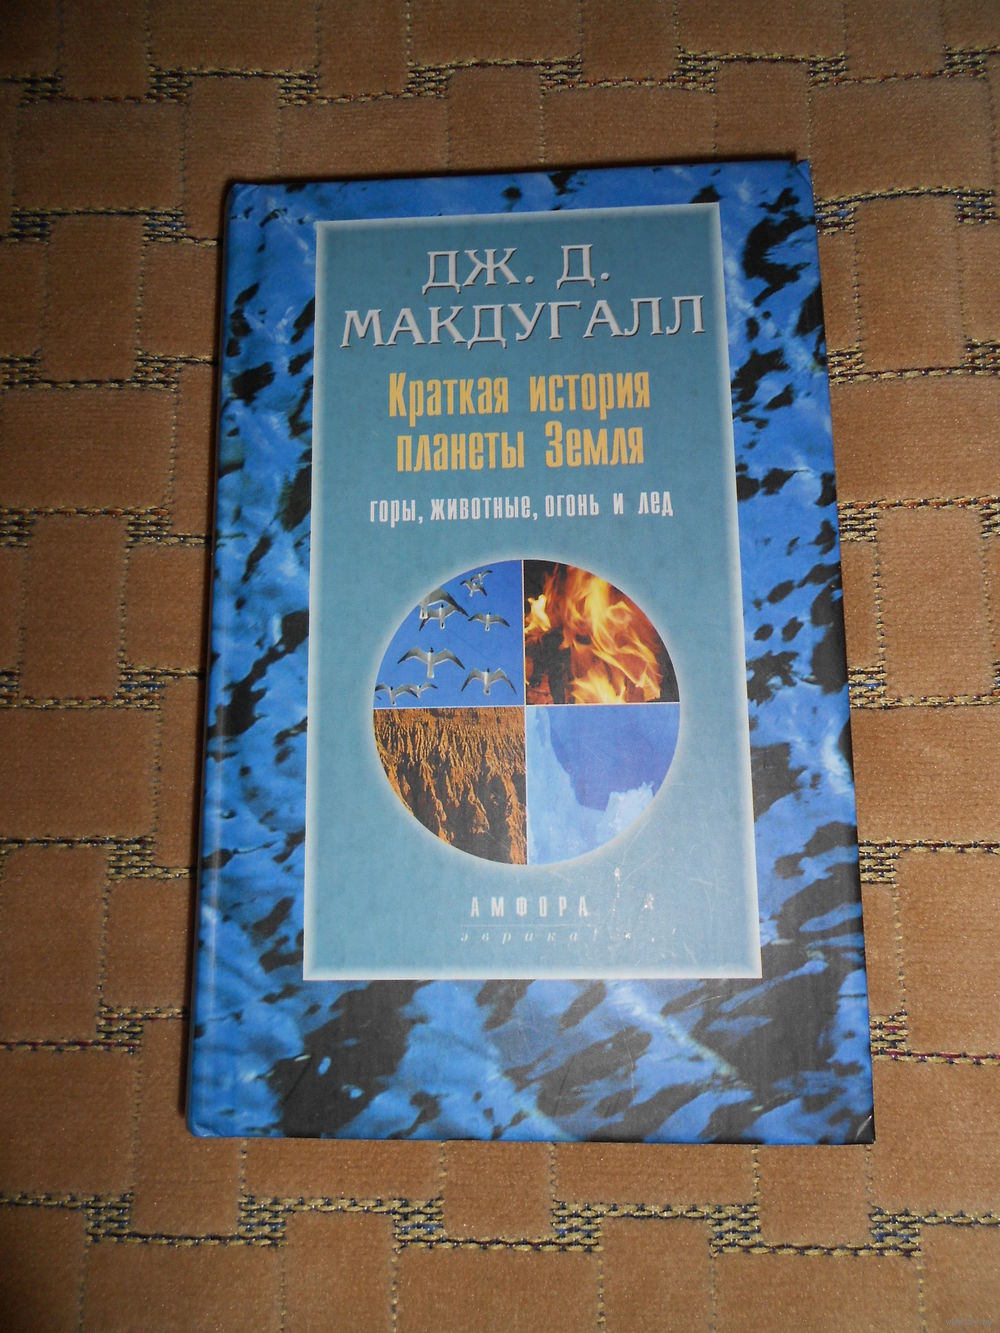 ДЖ. Д.
МАКДУГАЛЛ
Краткая история
планеты Земля
горы, животные, огонь и лед
АМФОРА
эврика